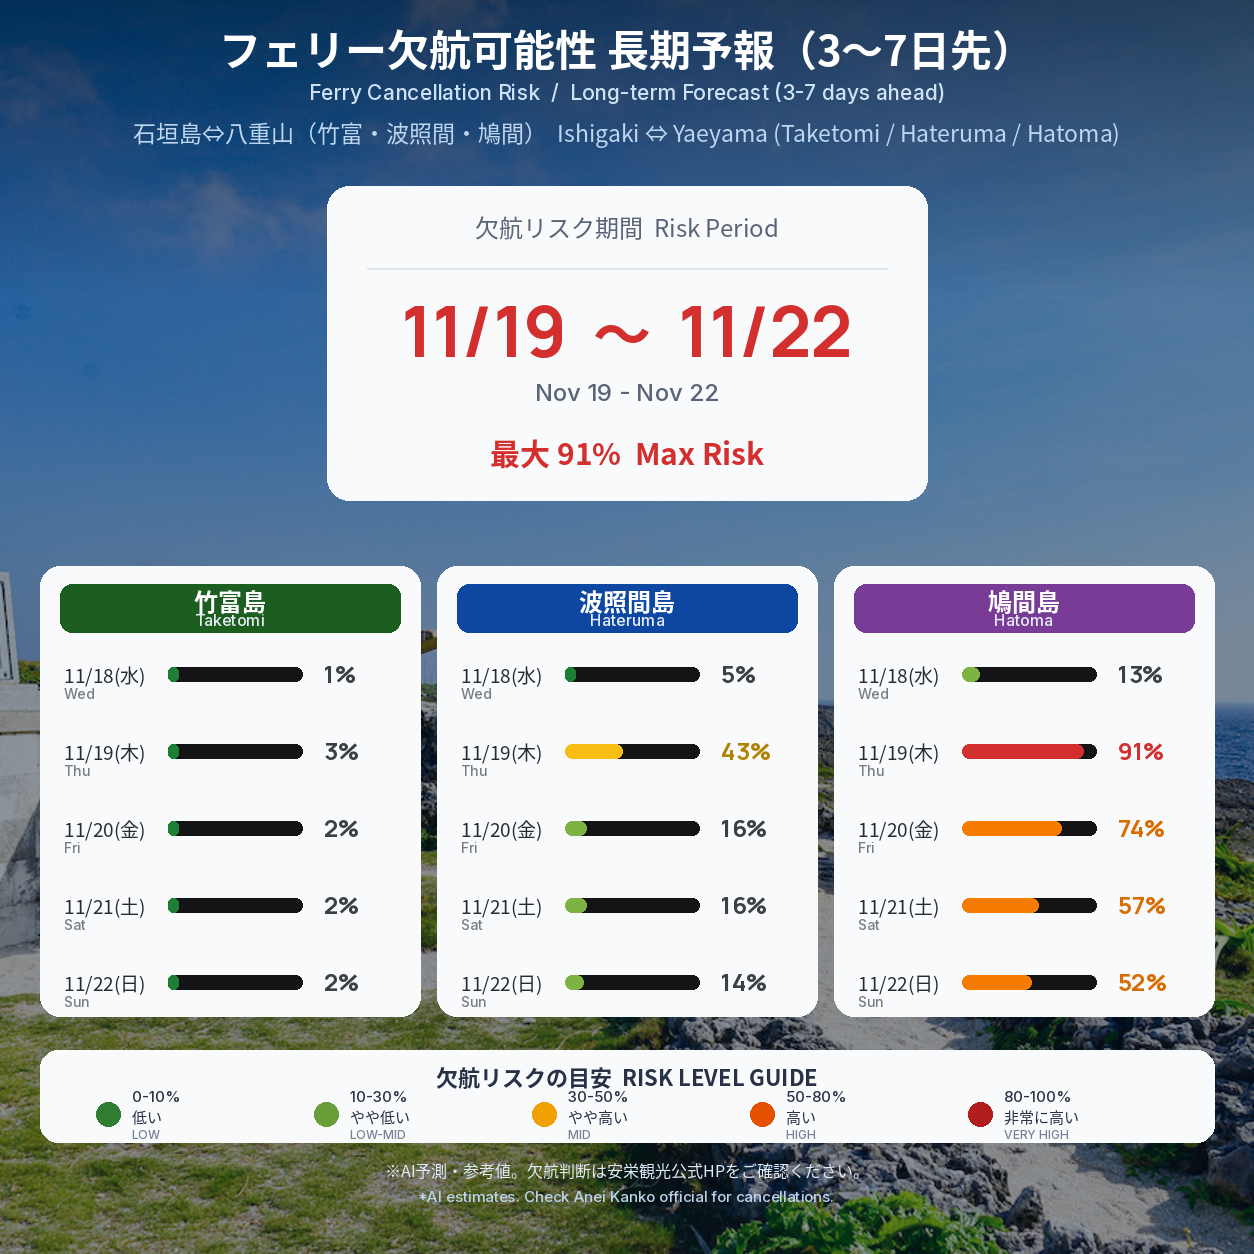 フェリー欠航可能性 長期予報（3〜7日先）
Ferry Cancellation Risk / Long-term Forecast (3-7 days ahead)
石垣島⇔八重山（竹富・波照間・鳩間） Ishigaki ⇔ Yaeyama (Taketomi / Hateruma / Hatoma)
欠航リスク期間 Risk Period
11/19 〜 11/22
Nov 19 - Nov 22
最大 91% Max Risk
竹富島
Taketomi
11/18(水) 1%
Wed
11/19(木) 3%
Thu
11/20(金) 2%
Fri
11/21(土) 2%
Sat
11/22(日) 2%
Sun
波照間島
Hateruma
11/18(水) 5%
Wed
11/19(木) 43%
Thu
11/20(金) 16%
Fri
11/21(土) 16%
Sat
11/22(日) 14%
Sun
鳩間島
Hatoma
11/18(水) 13%
Wed
11/19(木) 91%
Thu
11/20(金) 74%
Fri
11/21(土) 57%
Sat
11/22(日) 52%
Sun
欠航リスクの目安 RISK LEVEL GUIDE
0-10%
低い
LOW
10-30%
やや低い
LOW-MID
30-50%
やや高い
MID
50-80%
高い
HIGH
80-100%
非常に高い
VERY HIGH
※AI予測・参考値。欠航判断は安栄観光公式HPをご確認ください。
*AI estimates. Check Anei Kanko official for cancellations.